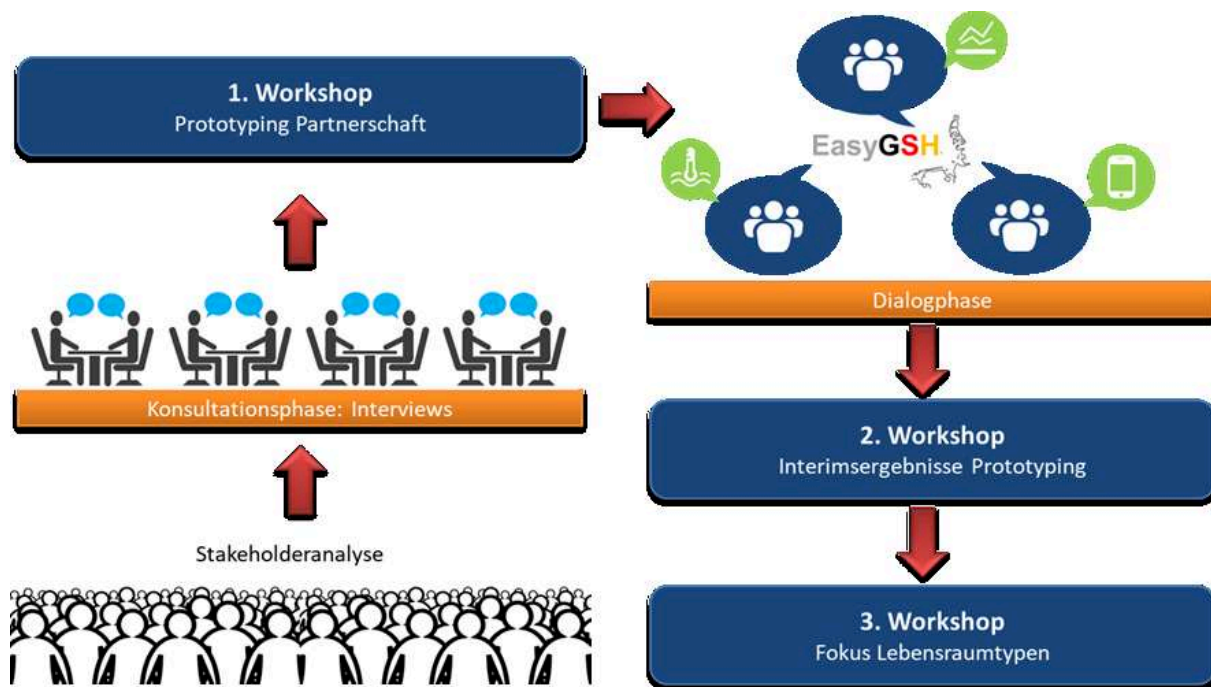 1. Workshop
Prototyping Partnerschaft
EasyGSH
Dialogphase
Konsultationsphase: Interviews
2. Workshop
Interimsergebnisse Prototyping
Stakeholderanalyse
3. Workshop
Fokus Lebensraumtypen